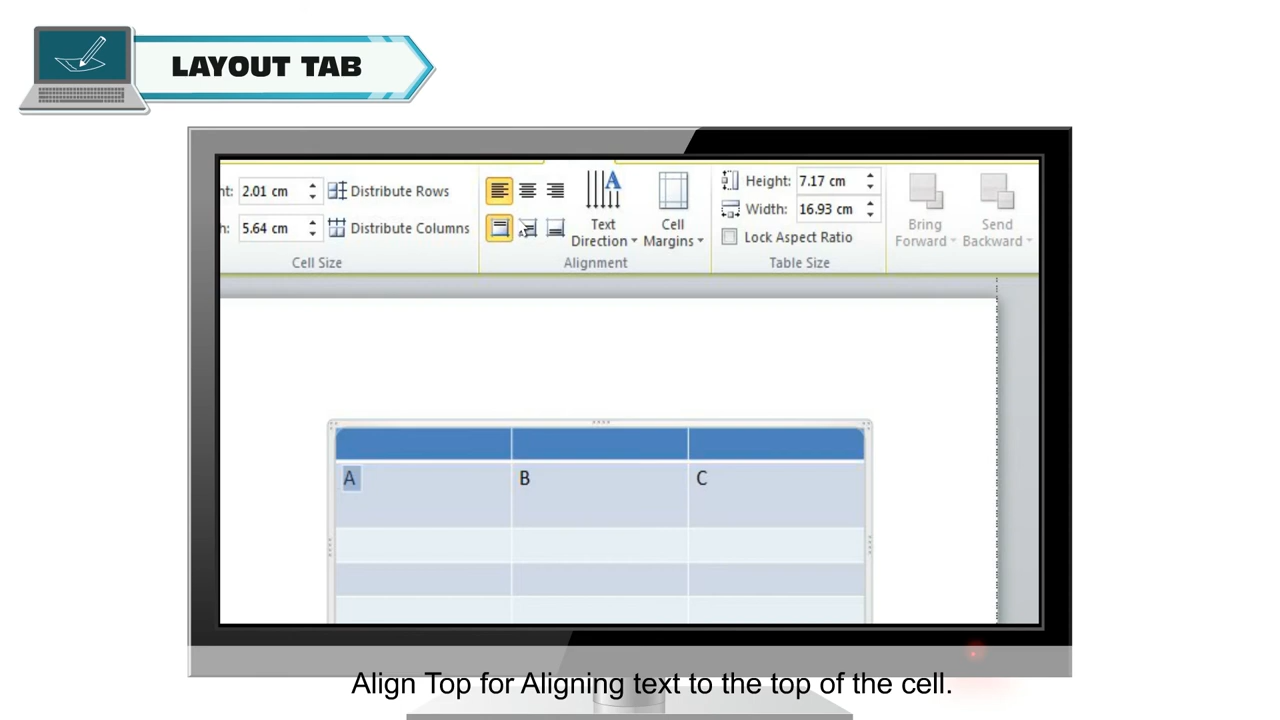 LAYOUT TAB
nt: 2.01 cm Distribute Rows
h: 5.64 cm Distribute Columns
Cell Size
Text Direction
Cell Margins
Alignment
Height: 7.17 cm
Width: 16.93 cm
Lock Aspect Ratio
Table Size
Bring Forward
Send Backward
A B C
Align Top for Aligning text to the top of the cell.